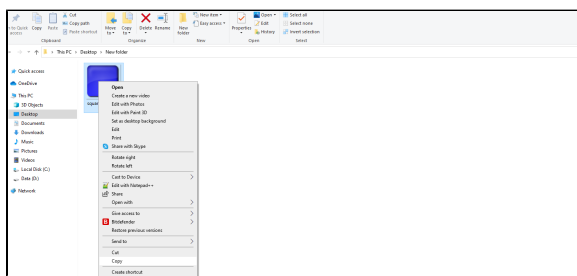 Cut
Copy path
Paste shortcut
Copy
Paste
Clipboard
Move to
Copy to
Delete
Rename
Organize
New folder
New item
Easy access
New
Properties
Open
Edit
History
Open
Select all
Select none
Invert selection
Select
This PC > Desktop > New folder
Quick access
OneDrive
This PC
3D Objects
Desktop
Documents
Downloads
Music
Pictures
Videos
Local Disk (C:)
Data (D:)
Network
Open
Create a new video
Edit with Photos
Edit with Paint 3D
Set as desktop background
Edit
Print
Share with Skype
Rotate right
Rotate left
Cast to Device
Edit with Notepad++
Share
Open with
Give access to
Bitdefender
Restore previous versions
Send to
Cut
Copy
Create shortcut